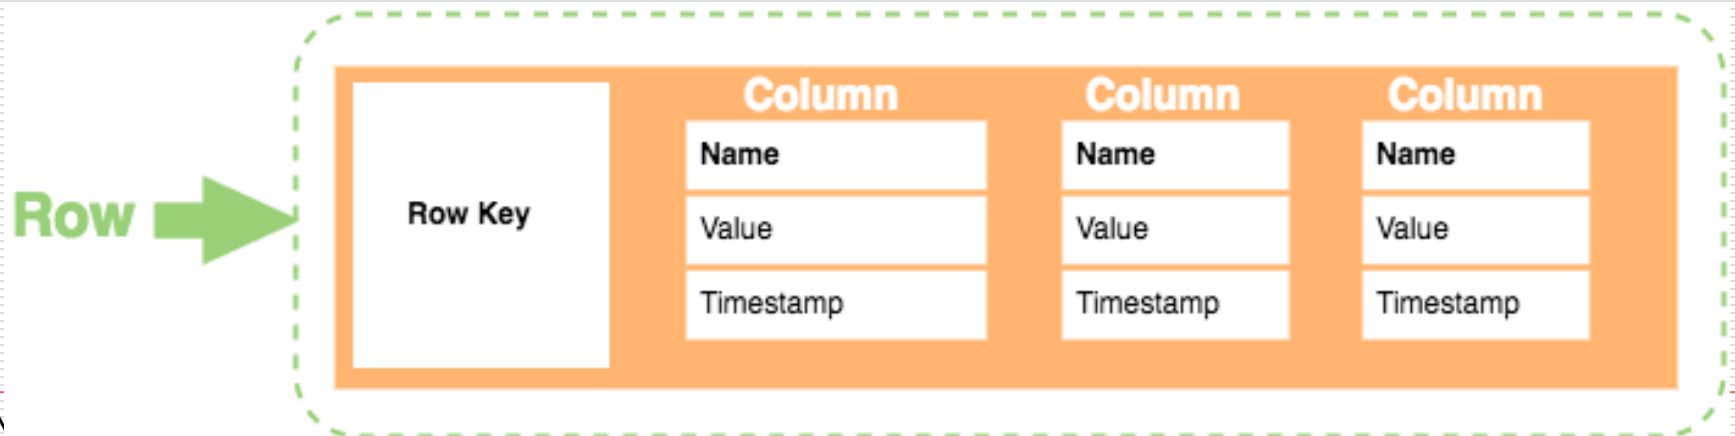 Row
Row Key
Column
Name
Value
Timestamp
Column
Name
Value
Timestamp
Column
Name
Value
Timestamp